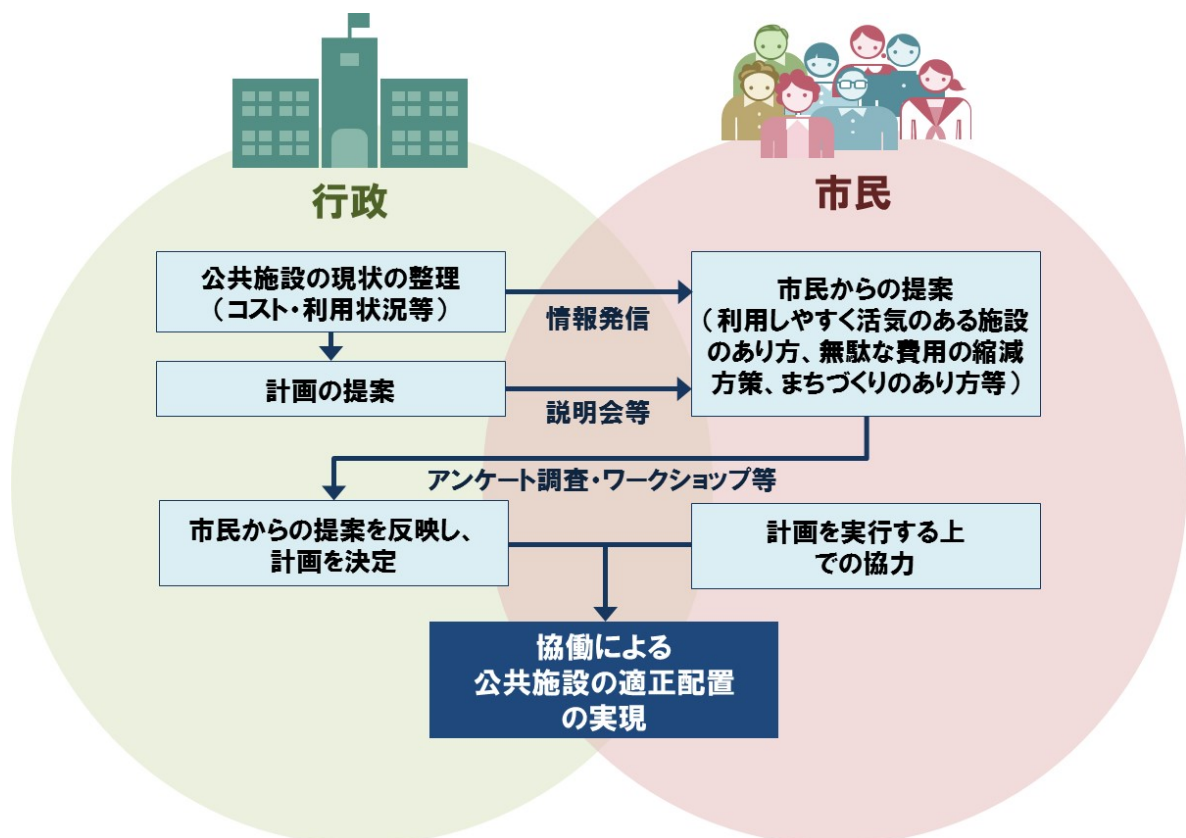 行政
市民
公共施設の現状の整理
（コスト・利用状況等）
情報発信
市民からの提案
（利用しやすく活気のある施設
のあり方、無駄な費用の縮減
方策、まちづくりのあり方等）
計画の提案
説明会等
アンケート調査・ワークショップ等
市民からの提案を反映し、
計画を決定
計画を実行する上
での協力
協働による
公共施設の適正配置
の実現